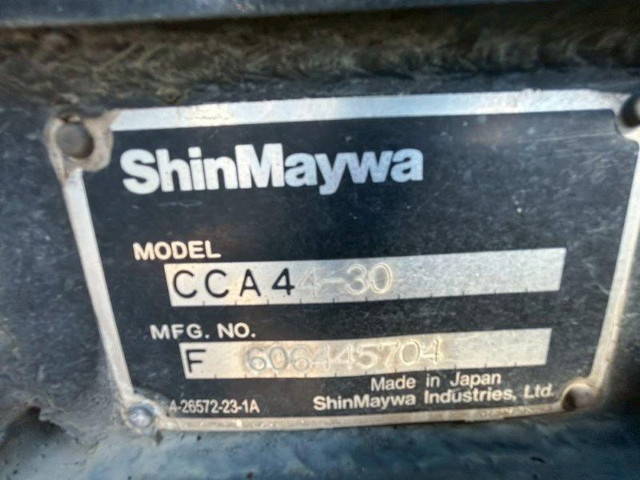 ShinMaywa
MODEL
CCA44-30
MFG. NO.
F 606445704
Made in Japan
A-26572-23-1A
ShinMaywa Industries, Ltd.